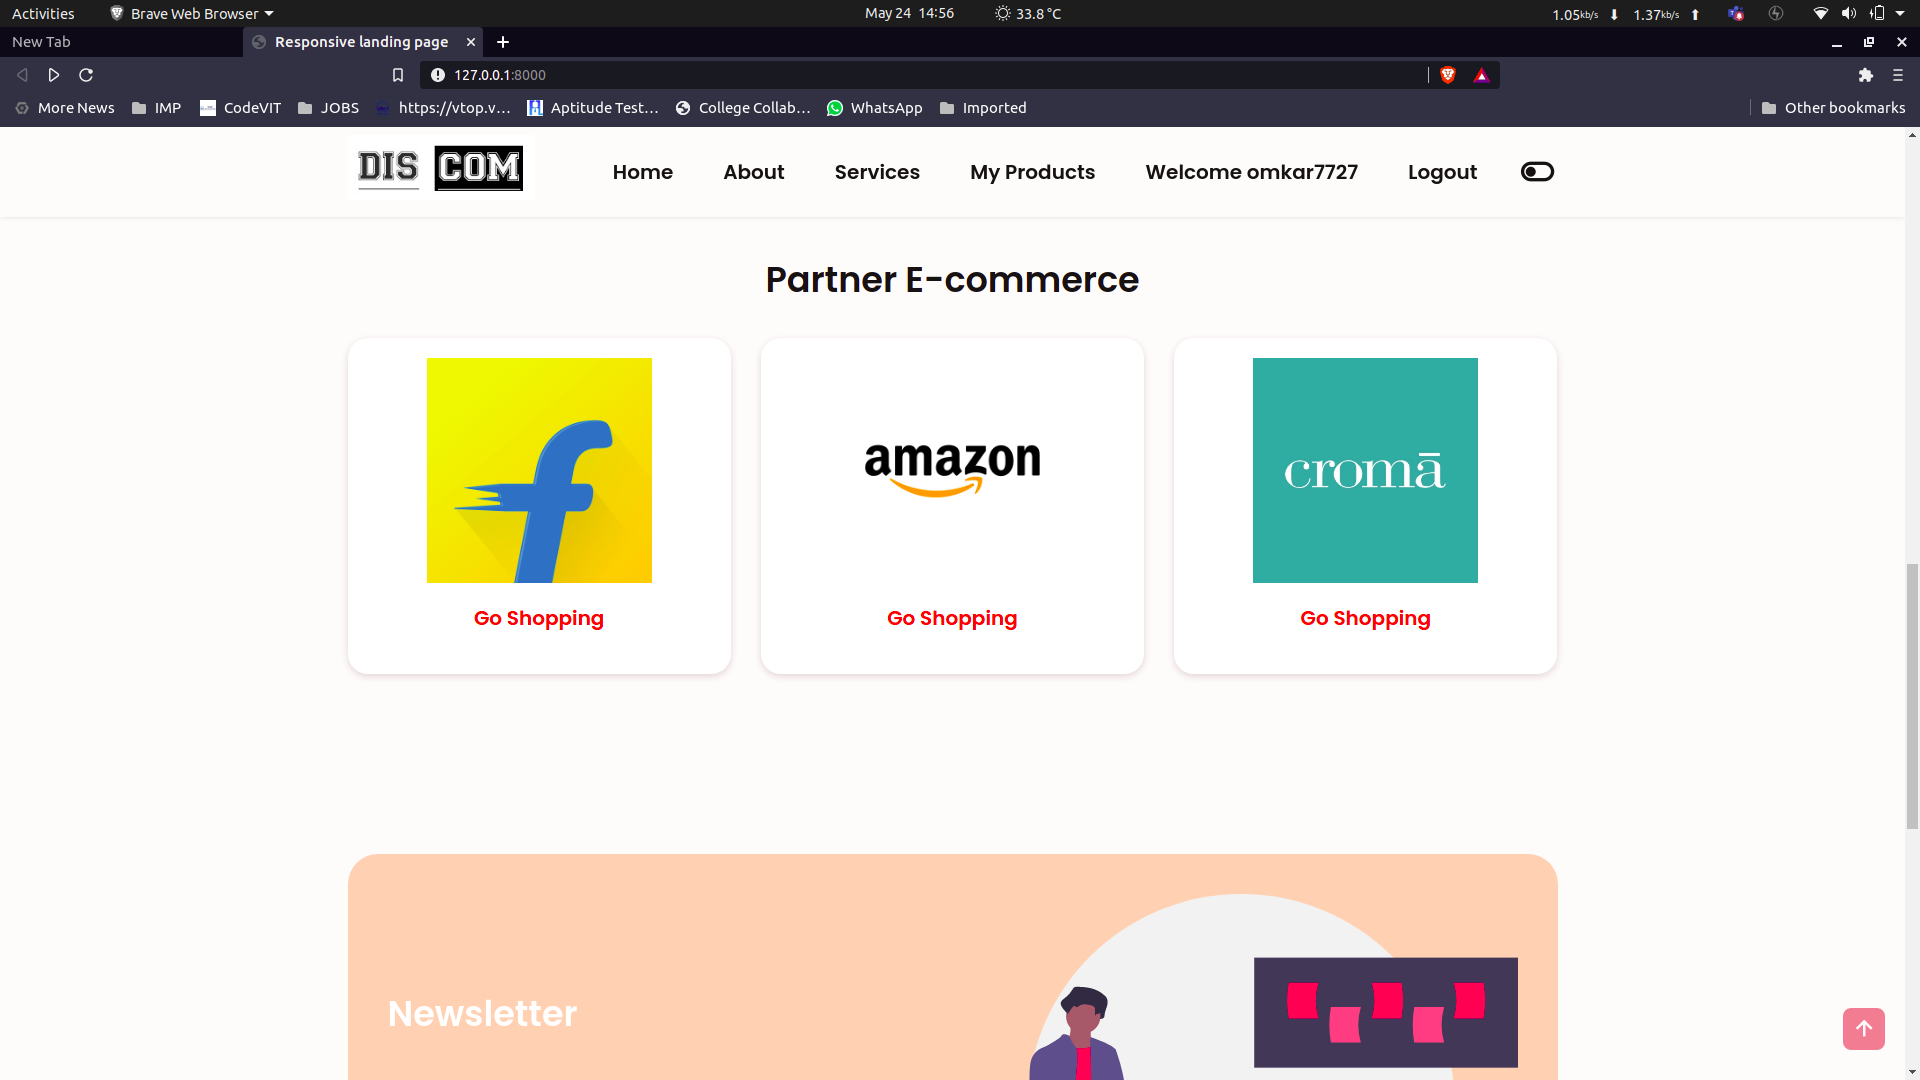 Activities Brave Web Browser May 24 14:56 33.8 °C 1.05kb/s 1.37kb/s
New Tab Responsive landing page
127.0.0.1:8000
More News IMP CodeVIT JOBS https://vtop.v... Aptitude Test... College Collab... WhatsApp Imported Other bookmarks
DIS COM Home About Services My Products Welcome omkar7727 Logout
Partner E-commerce
f amazon cromā
Go Shopping Go Shopping Go Shopping
Newsletter